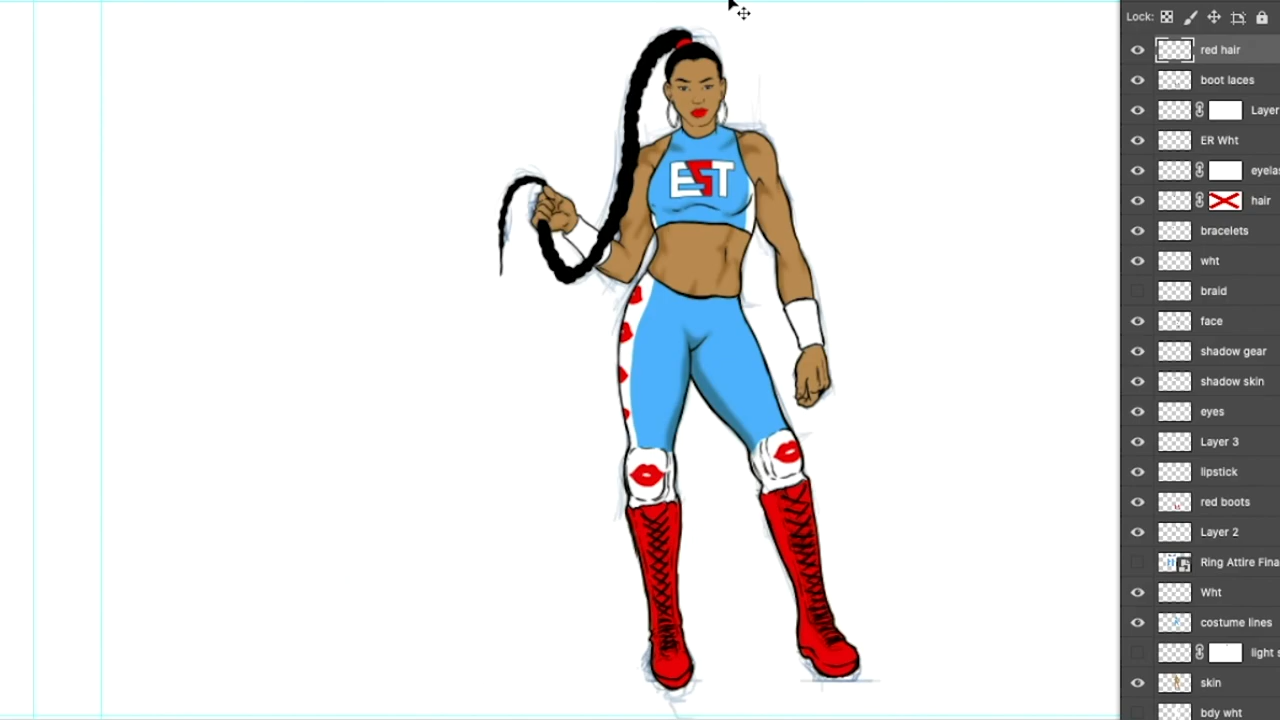 EST
Lock:
red hair
boot laces
Layer
ER Wht
eyelas
hair
bracelets
wht
braid
face
shadow gear
shadow skin
eyes
Layer 3
lipstick
red boots
Layer 2
Ring Attire Fina
Wht
costume lines
light s
skin
bdy wht